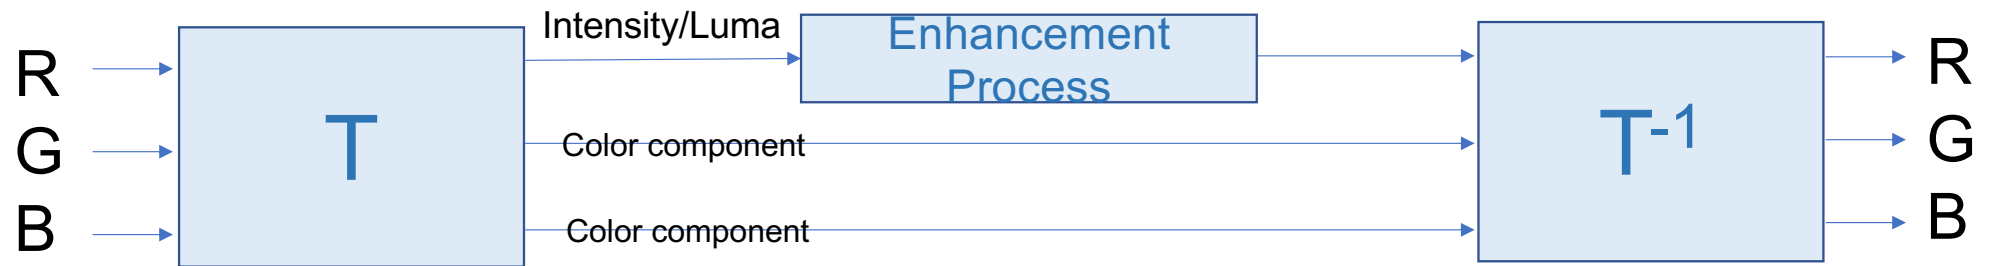 R
G
B
T
Intensity/Luma
Color component
Color component
Enhancement
Process
T-1
R
G
B